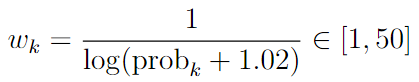 w_k = \frac{1}{\log(\text{prob}_k + 1.02)} \in [1, 50]